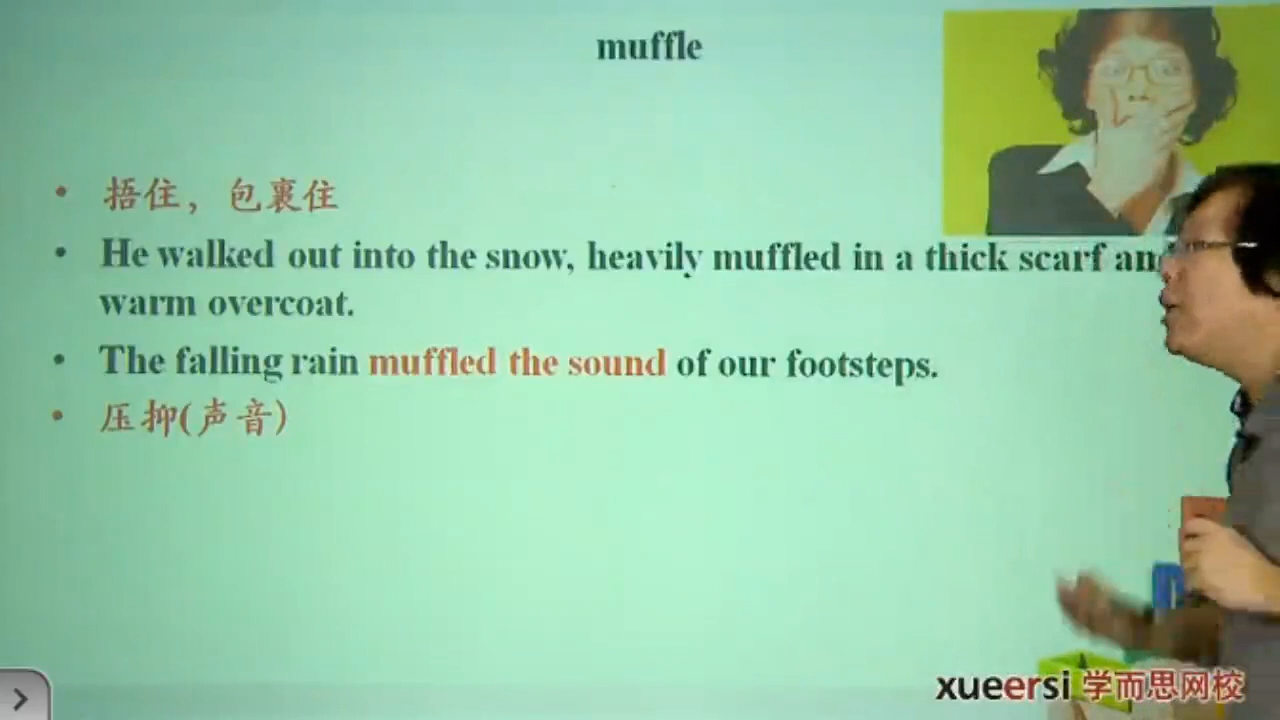 muffle
捂住，包裹住
He walked out into the snow, heavily muffled in a thick scarf an
warm overcoat.
The falling rain muffled the sound of our footsteps.
压抑(声音)
xueersi 学而思网校